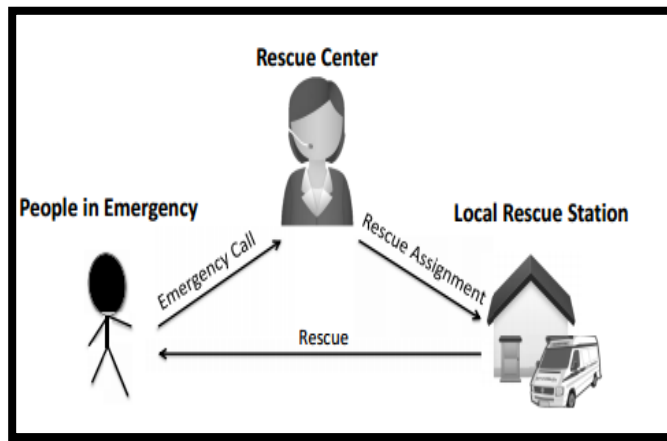 Rescue Center
People in Emergency
Local Rescue Station
Emergency Call
Rescue Assignment
Rescue